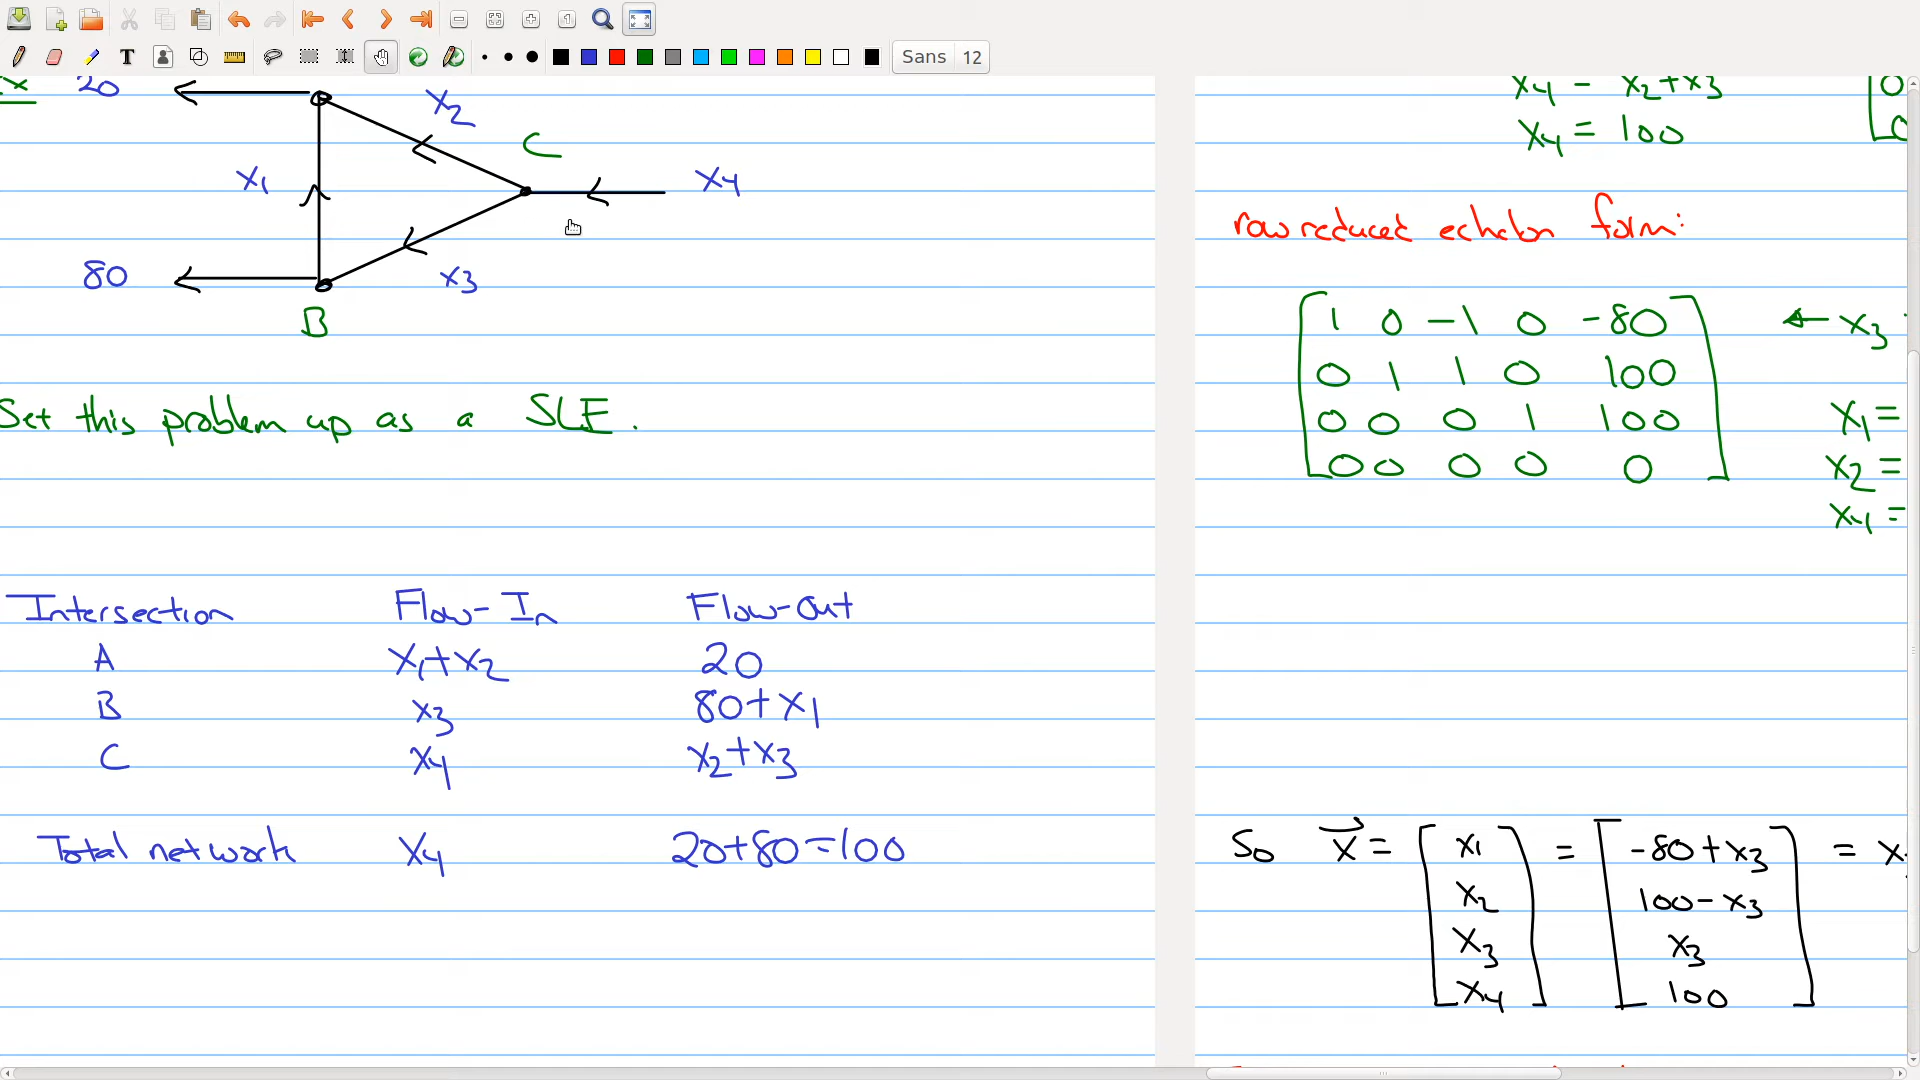 Sans 12
Ex 20
x2
C
x1
x4
80
x3
B
Set this problem up as a SLE.
Intersection Flow-In Flow-Out
A x1+x2 20
B x3 80+x1
C x4 x2+x3
Total network x4 20+80=100
x4 = x2+x3
x4 = 100
[0
0
row reduced echelon form:
1 0 -1 0 -80 ← x3
0 1 1 0 100
0 0 0 1 100 x1=
0 0 0 0 0 x2=
x4=
So x⃗ = [x1 = [-80+x3 = x
x2 100-x3
x3 x3
x4] 100]